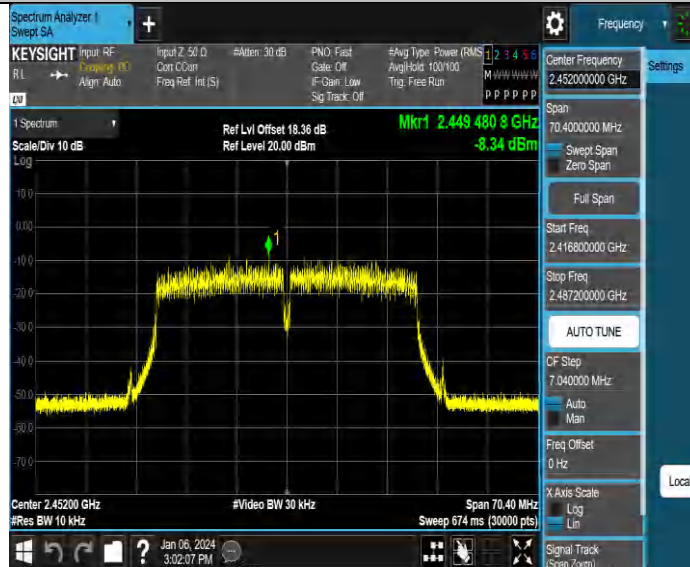 Spectrum Analyzer 1
Swept SA
+
Frequency
KEYSIGHT
RL
Input: RF
Coupling: DC
Align: Auto
Input Z: 50 Ω
Corr CCorr
Freq Ref: Int (S)
#Atten: 30 dB
PNO: Fast
Gate: Off
IF Gain: Low
Sig Track: Off
#Avg Type: Power (RMS
Avg|Hold: 100/100
Trig: Free Run
1 2 3 4 5 6
M W W W W W
P P P P P P
Settings
1 Spectrum
Scale/Div 10 dB
Log
Ref Lvl Offset 18.36 dB
Ref Level 20.00 dBm
Mkr1 2.449 480 8 GHz
-8.34 dBm
10.0
0.00
-10.0
-20.0
-30.0
-40.0
-50.0
-60.0
-70.0
1
Center 2.45200 GHz
#Res BW 10 kHz
#Video BW 30 kHz
Span 70.40 MHz
Sweep 674 ms (30000 pts)
Center Frequency
2.452000000 GHz
Span
70.4000000 MHz
Swept Span
Zero Span
Full Span
Start Freq
2.416800000 GHz
Stop Freq
2.487200000 GHz
AUTO TUNE
CF Step
7.040000 MHz
Auto
Man
Freq Offset
0 Hz
X Axis Scale
Log
Lin
Signal Track
(Span Zoom)
Local
?
Jan 06, 2024
3:02:07 PM